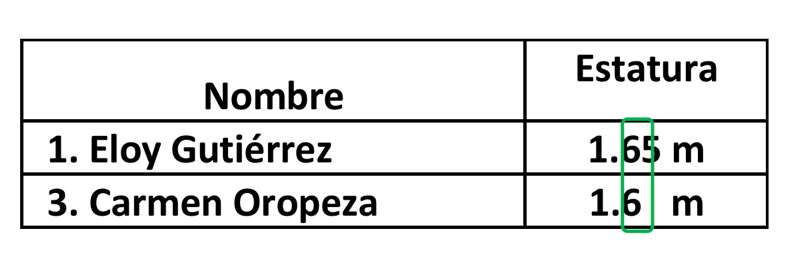 Nombre Estatura
1. Eloy Gutiérrez 1.65 m
3. Carmen Oropeza 1.6 m